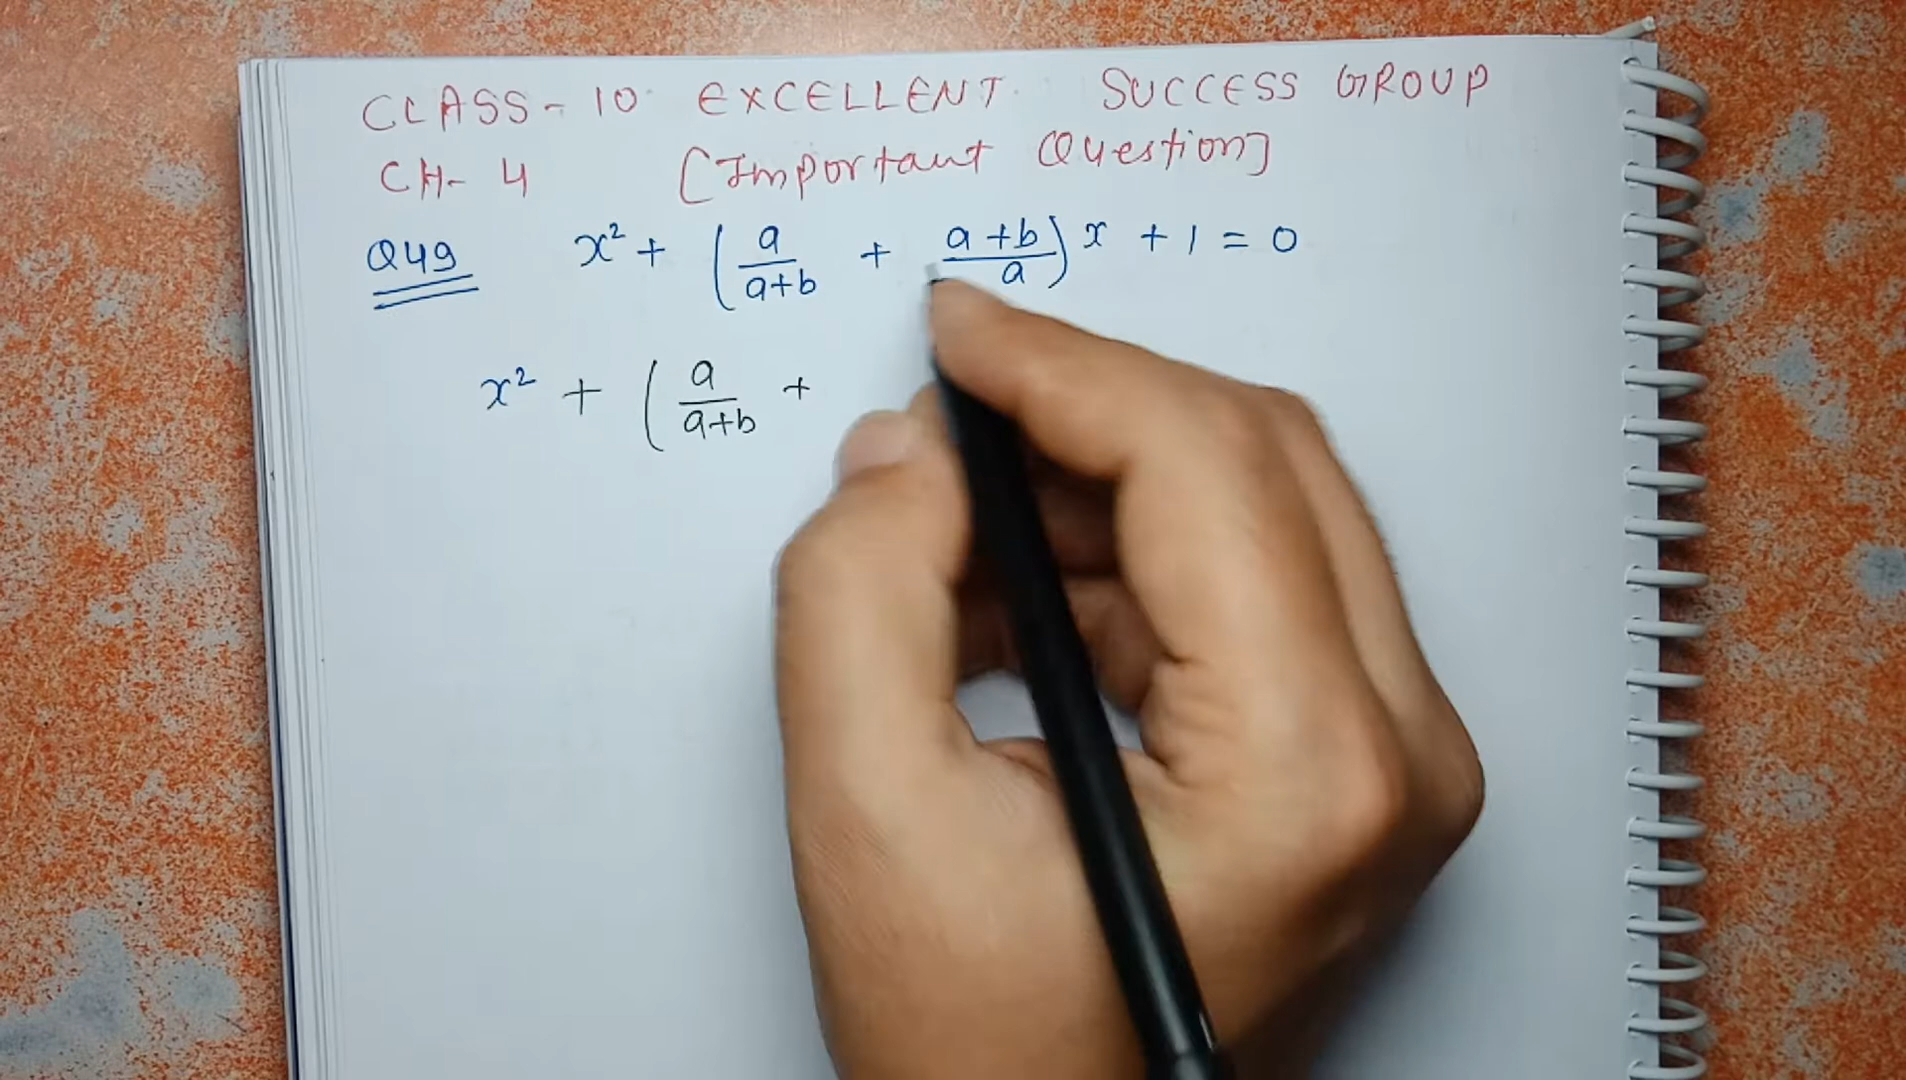 CLASS - 10 EXCELLENT SUCCESS GROUP
CH- 4 [Important Question]
Q49 x² + (a/a+b + a+b/a) x + 1 = 0
x² + (a/a+b +